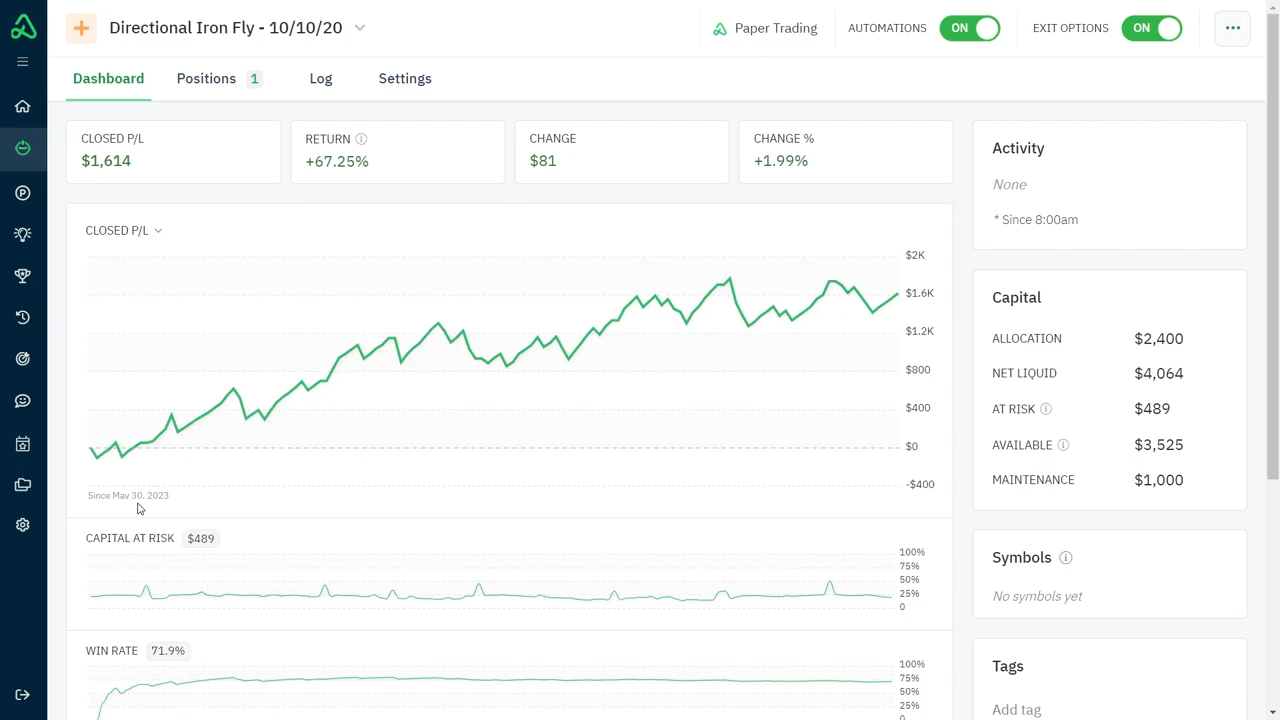 Directional Iron Fly - 10/10/20
Paper Trading
AUTOMATIONS
ON
EXIT OPTIONS
ON
Dashboard
Positions 1
Log
Settings
CLOSED P/L
$1,614
RETURN
+67.25%
CHANGE
$81
CHANGE %
+1.99%
CLOSED P/L
$2K
$1.6K
$1.2K
$800
$400
$0
-$400
Since May 30, 2023
CAPITAL AT RISK $489
100%
75%
50%
25%
0
WIN RATE 71.9%
100%
75%
50%
25%
0
Activity
None
* Since 8:00am
Capital
ALLOCATION $2,400
NET LIQUID $4,064
AT RISK $489
AVAILABLE $3,525
MAINTENANCE $1,000
Symbols
No symbols yet
Tags
Add tag